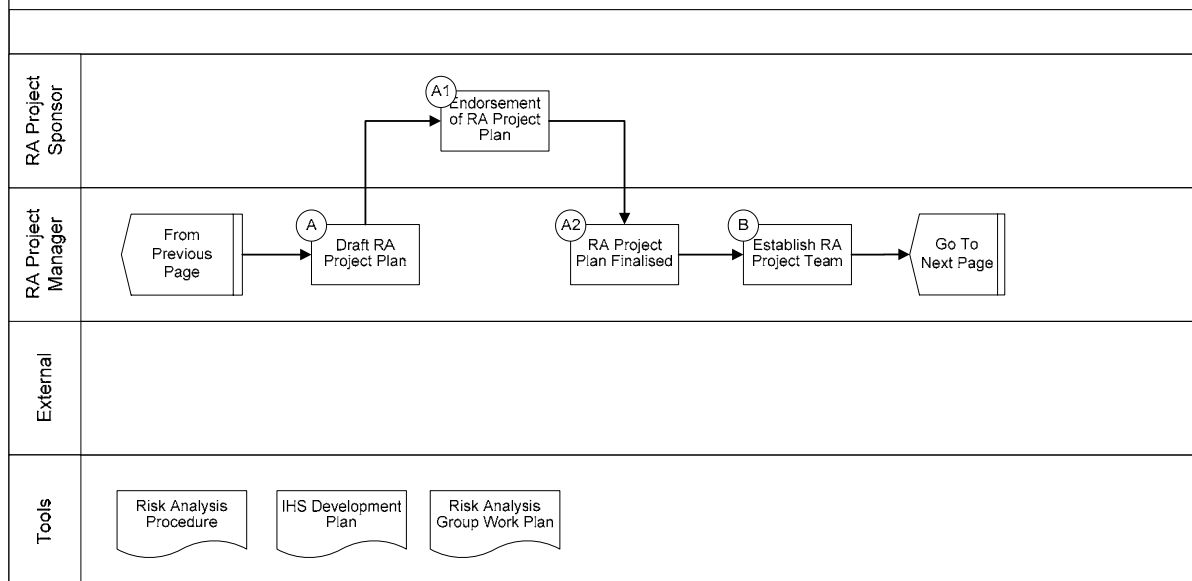 RA Project
Sponsor
A1
Endorsement
of RA Project
Plan
RA Project
Manager
From
Previous
Page
A
Draft RA
Project Plan
A2
RA Project
Plan Finalised
B
Establish RA
Project Team
Go To
Next Page
External
Tools
Risk Analysis
Procedure
IHS Development
Plan
Risk Analysis
Group Work Plan